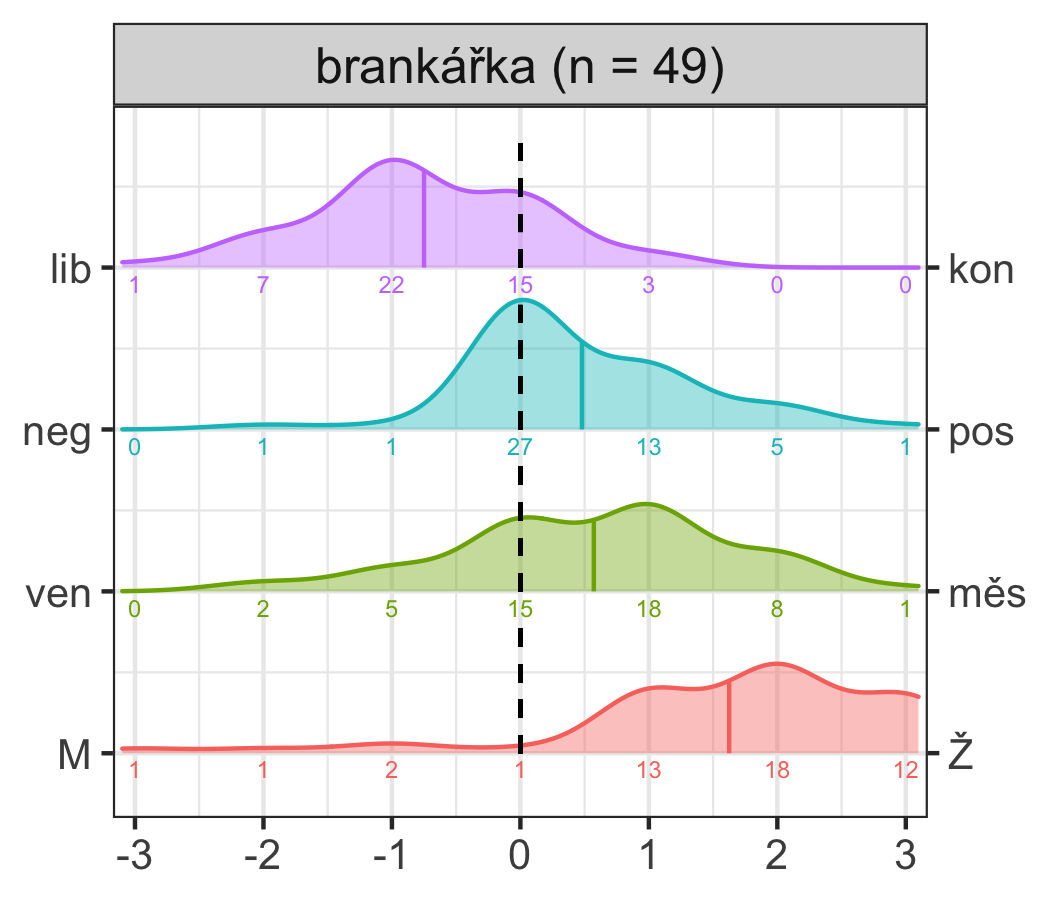 brankářka (n = 49)
lib kon
1 7 22 15 3 0 0
neg pos
0 1 1 27 13 5 1
ven měs
0 2 5 15 18 8 1
M Ž
1 1 2 1 13 18 12
-3 -2 -1 0 1 2 3